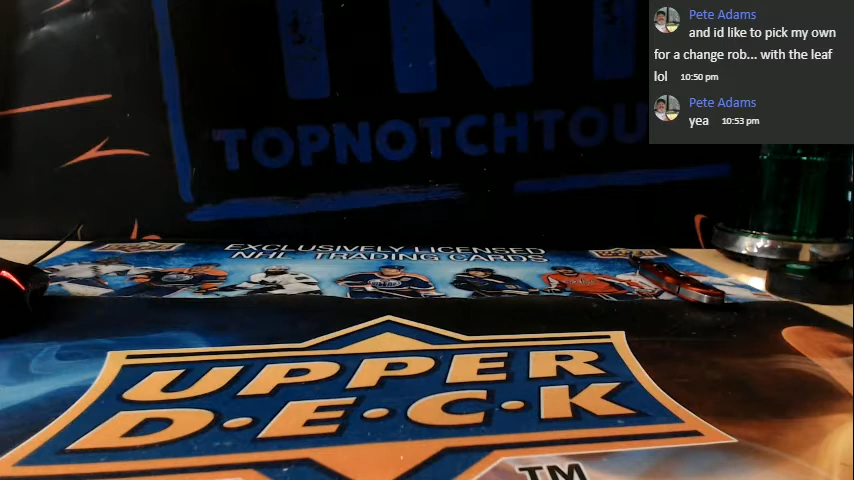 TNT
TOPNOTCHTOU
Pete Adams
and id like to pick my own
for a change rob... with the leaf
lol 10:50 pm
Pete Adams
yea 10:53 pm
EXCLUSIVELY LICENSED
NHL TRADING CARDS
UPPER
D·E·C·K
TM